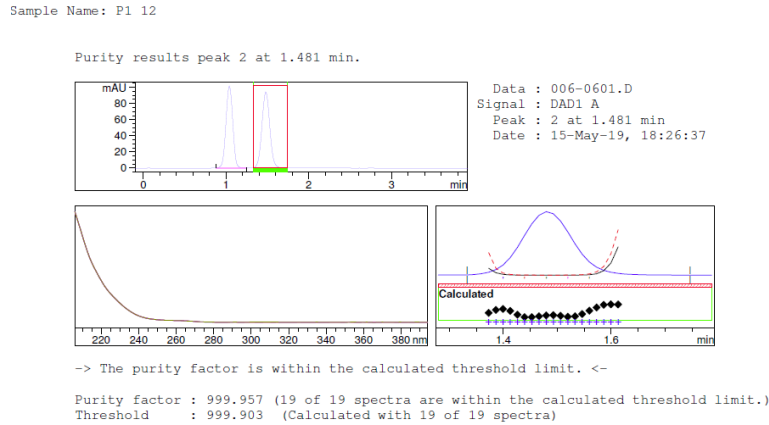 Sample Name: P1 12
Purity results peak 2 at 1.481 min.
mAU
80
60
40
20
0
0 1 2 3 min
Data : 006-0601.D
Signal : DAD1 A
Peak : 2 at 1.481 min
Date : 15-May-19, 18:26:37
220 240 260 280 300 320 340 360 380 nm
Calculated
1.4 1.6 min
-> The purity factor is within the calculated threshold limit. <-
Purity factor : 999.957 (19 of 19 spectra are within the calculated threshold limit.)
Threshold : 999.903 (Calculated with 19 of 19 spectra)